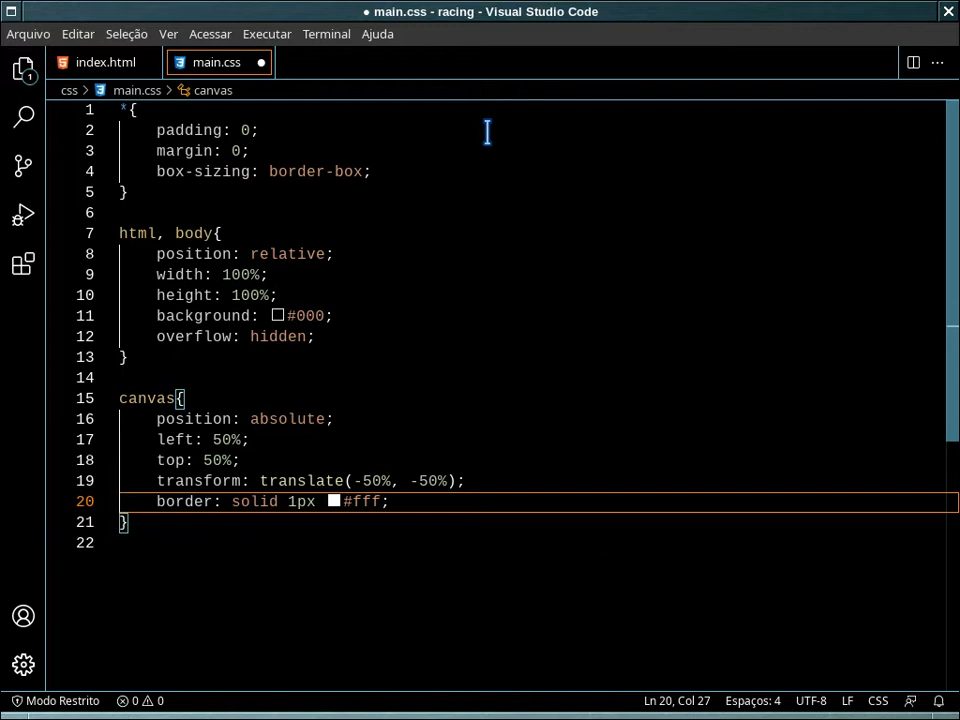 ● main.css - racing - Visual Studio Code
Arquivo Editar Seleção Ver Acessar Executar Terminal Ajuda
index.html main.css ●
css > main.css > canvas
1 *{
2     padding: 0;
3     margin: 0;
4     box-sizing: border-box;
5 }
6
7 html, body{
8     position: relative;
9     width: 100%;
10     height: 100%;
11     background: #000;
12     overflow: hidden;
13 }
14
15 canvas{
16     position: absolute;
17     left: 50%;
18     top: 50%;
19     transform: translate(-50%, -50%);
20     border: solid 1px #fff;
21 }
22
1
Modo Restrito 0 0 Ln 20, Col 27 Espaços: 4 UTF-8 LF CSS